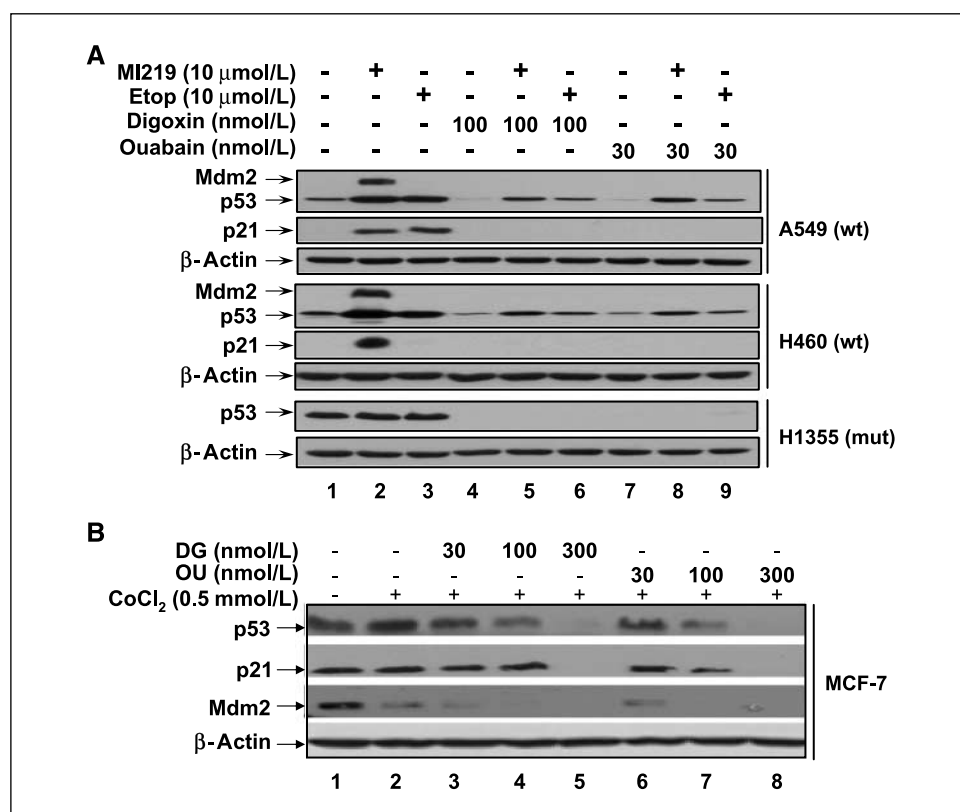 A
MI219 (10 μmol/L) - + - - + - - + -
Etop (10 μmol/L) - - + - - + - - +
Digoxin (nmol/L) - - - 100 100 100 - - -
Ouabain (nmol/L) - - - - - - 30 30 30
Mdm2
p53
p21
β-Actin
A549 (wt)
Mdm2
p53
p21
β-Actin
H460 (wt)
p53
β-Actin
H1355 (mut)
1 2 3 4 5 6 7 8 9
B
DG (nmol/L) - - 30 100 300 - - -
OU (nmol/L) - - - - - 30 100 300
CoCl₂ (0.5 mmol/L) - + + + + + + +
p53
p21
Mdm2
β-Actin
MCF-7
1 2 3 4 5 6 7 8